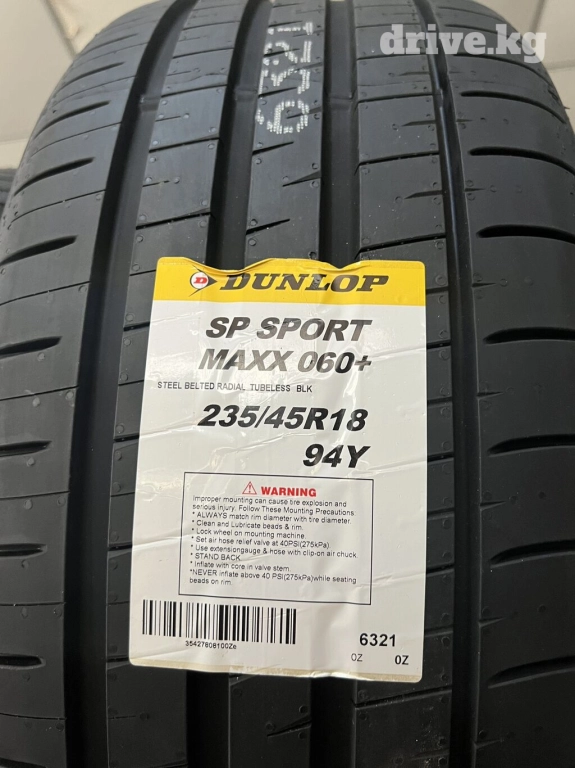 drive.kg
6321
DUNLOP
SP SPORT
MAXX 060+
STEEL BELTED RADIAL TUBELESS BLK
235/45R18
94Y
WARNING
Improper mounting can cause tire explosion and
serious injury. Follow These Mounting Precautions
* ALWAYS match rim diameter with tire diameter
* Clean and Lubricate beads & rim.
* Lock wheel on mounting machine.
* Set air hose relief valve at 40PSI(275kPa)
* Use extensiongauge & hose with clip-on air chuck
* STAND BACK.
* Inflate with core in valve stem.
*NEVER inflate above 40 PSI(275kPa)while seating
beads on rim.
35427808100Ze
6321
0Z 0Z